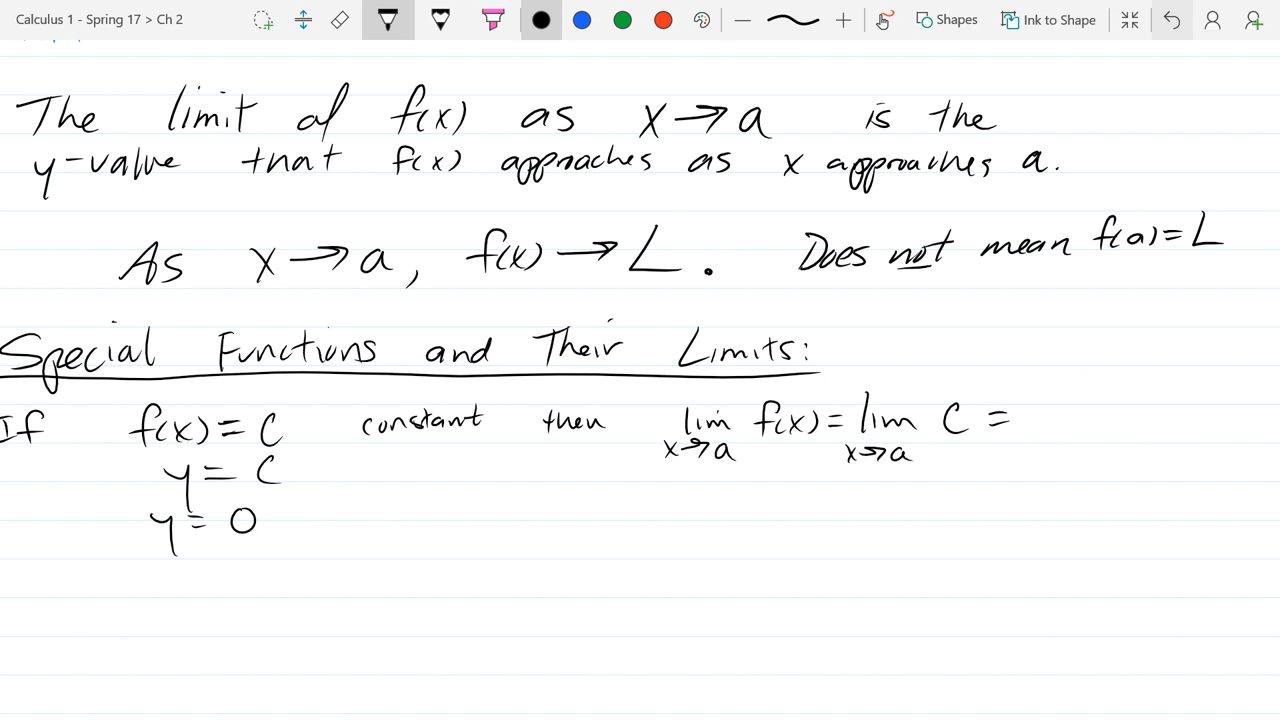 Calculus 1 - Spring 17 > Ch 2 Shapes Ink to Shape
The limit of f(x) as x→a is the
y-value that f(x) approaches as x approaches a.
As x→a, f(x)→L. Does not mean f(a)=L
Special Functions and Their Limits:
If f(x)=C constant then lim x→a f(x)= lim x→a C =
y=C
y=0